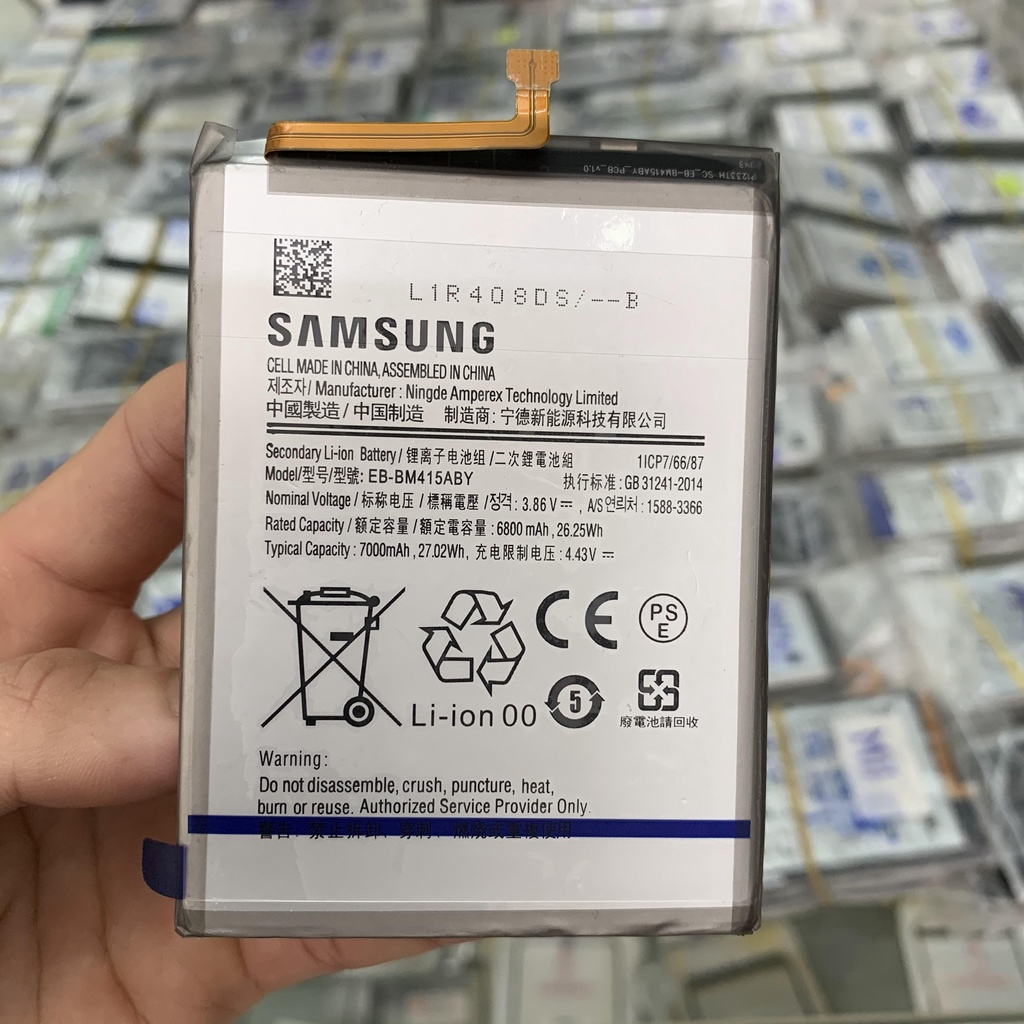 P1233TH SC_EB-BM415ABY_PCB_v1.0
L1R408DS/--B
SAMSUNG
CELL MADE IN CHINA, ASSEMBLED IN CHINA
제조자/ Manufacturer : Ningde Amperex Technology Limited
中國製造 / 中国制造 制造商: 宁德新能源科技有限公司
Secondary Li-ion Battery / 锂离子电池组 / 二次鋰電池組 1ICP7/66/87
Model/型号/型號: EB-BM415ABY 执行标准: GB 31241-2014
Nominal Voltage / 标称电压 / 標稱電壓 /정격: 3.86 V⎓ , A/S 연락처: 1588-3366
Rated Capacity / 额定容量 / 額定電容量 : 6800 mAh, 26.25Wh
Typical Capacity : 7000mAh, 27.02Wh, 充电限制电压: 4.43V⎓
CE
PS
E
Li-ion 00
5
廢電池請回收
Warning:
Do not disassemble, crush, puncture, heat,
burn or reuse. Authorized Service Provider Only.